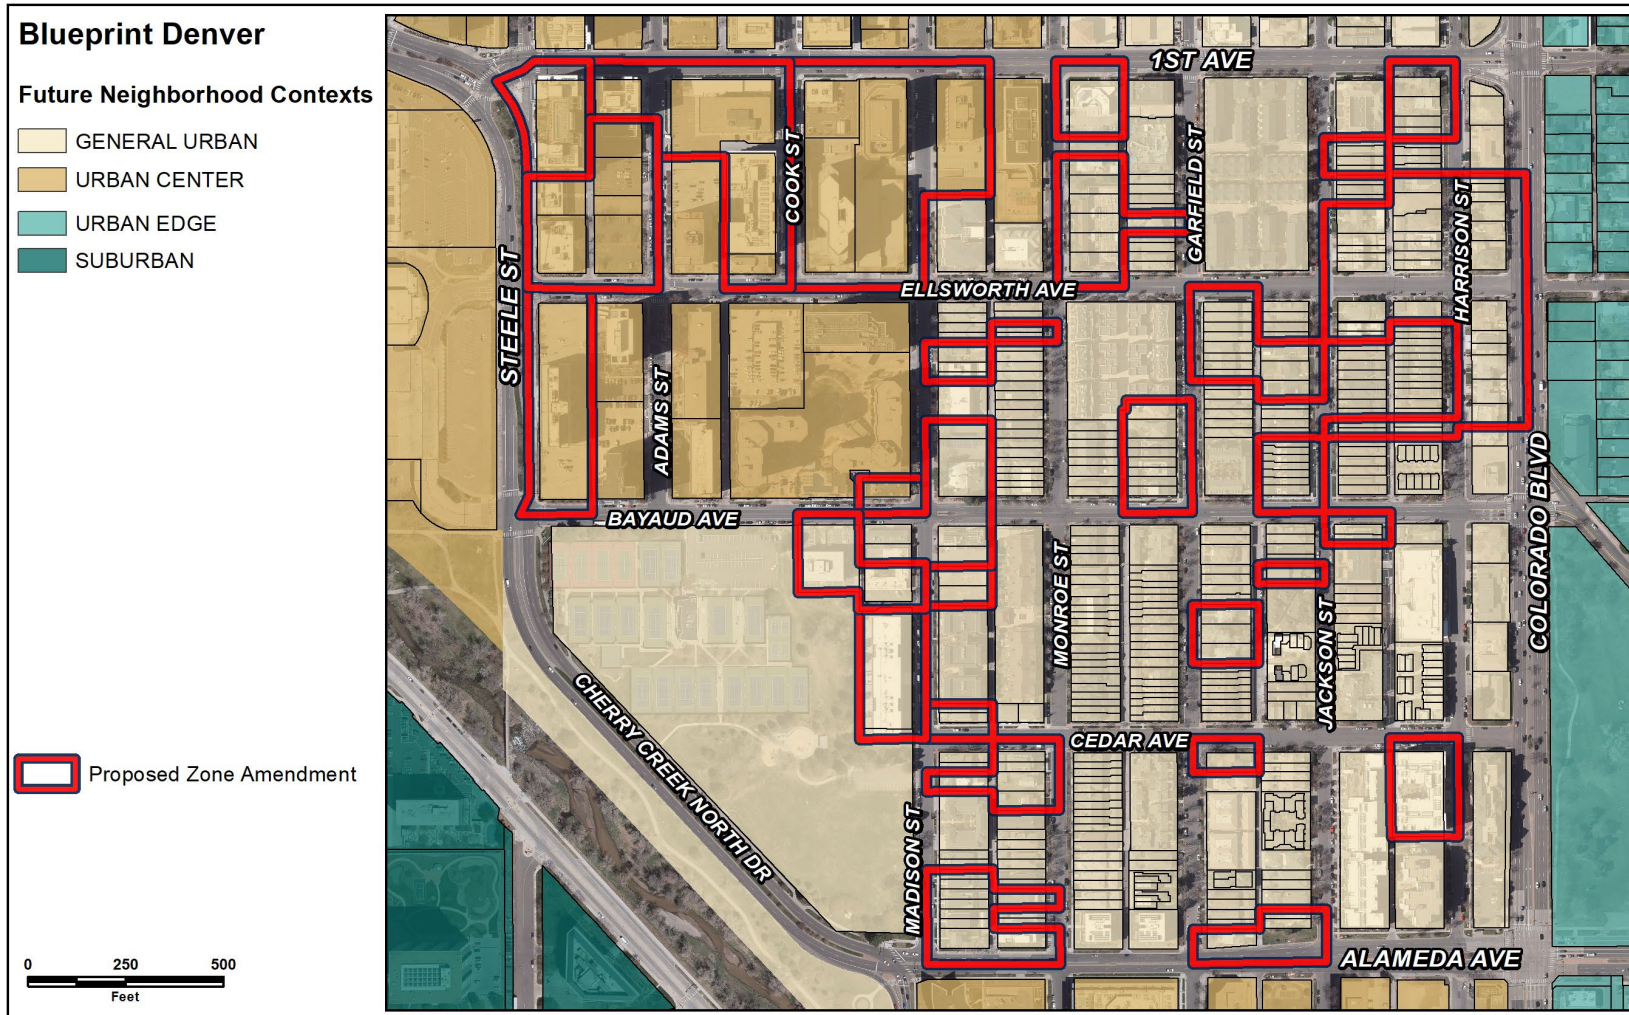 Blueprint Denver
Future Neighborhood Contexts
GENERAL URBAN
URBAN CENTER
URBAN EDGE
SUBURBAN
Proposed Zone Amendment
0 250 500
Feet
1ST AVE
COOK ST
GARFIELD ST
HARRISON ST
STEELE ST
ELLSWORTH AVE
ADAMS ST
BAYAUD AVE
COLORADO BLVD
MONROE ST
JACKSON ST
CHERRY CREEK NORTH DR
CEDAR AVE
MADISON ST
ALAMEDA AVE